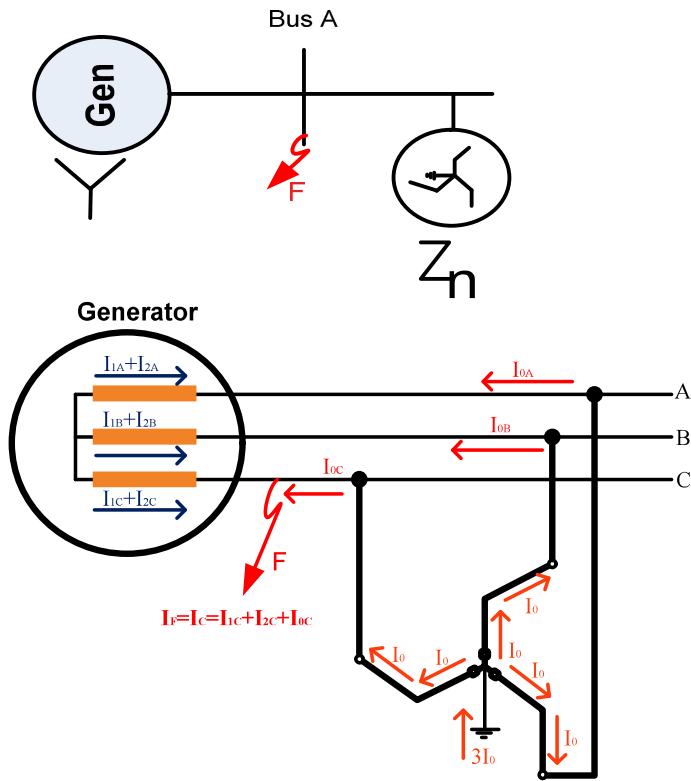 Bus A
Gen
F
Zn
Generator
I1A+I2A
I0A
A
I1B+I2B
I0B
B
I0C
C
I1C+I2C
F
IF=IC=I1C+I2C+I0C
I0
I0
I0
I0
I0
I0
3I0